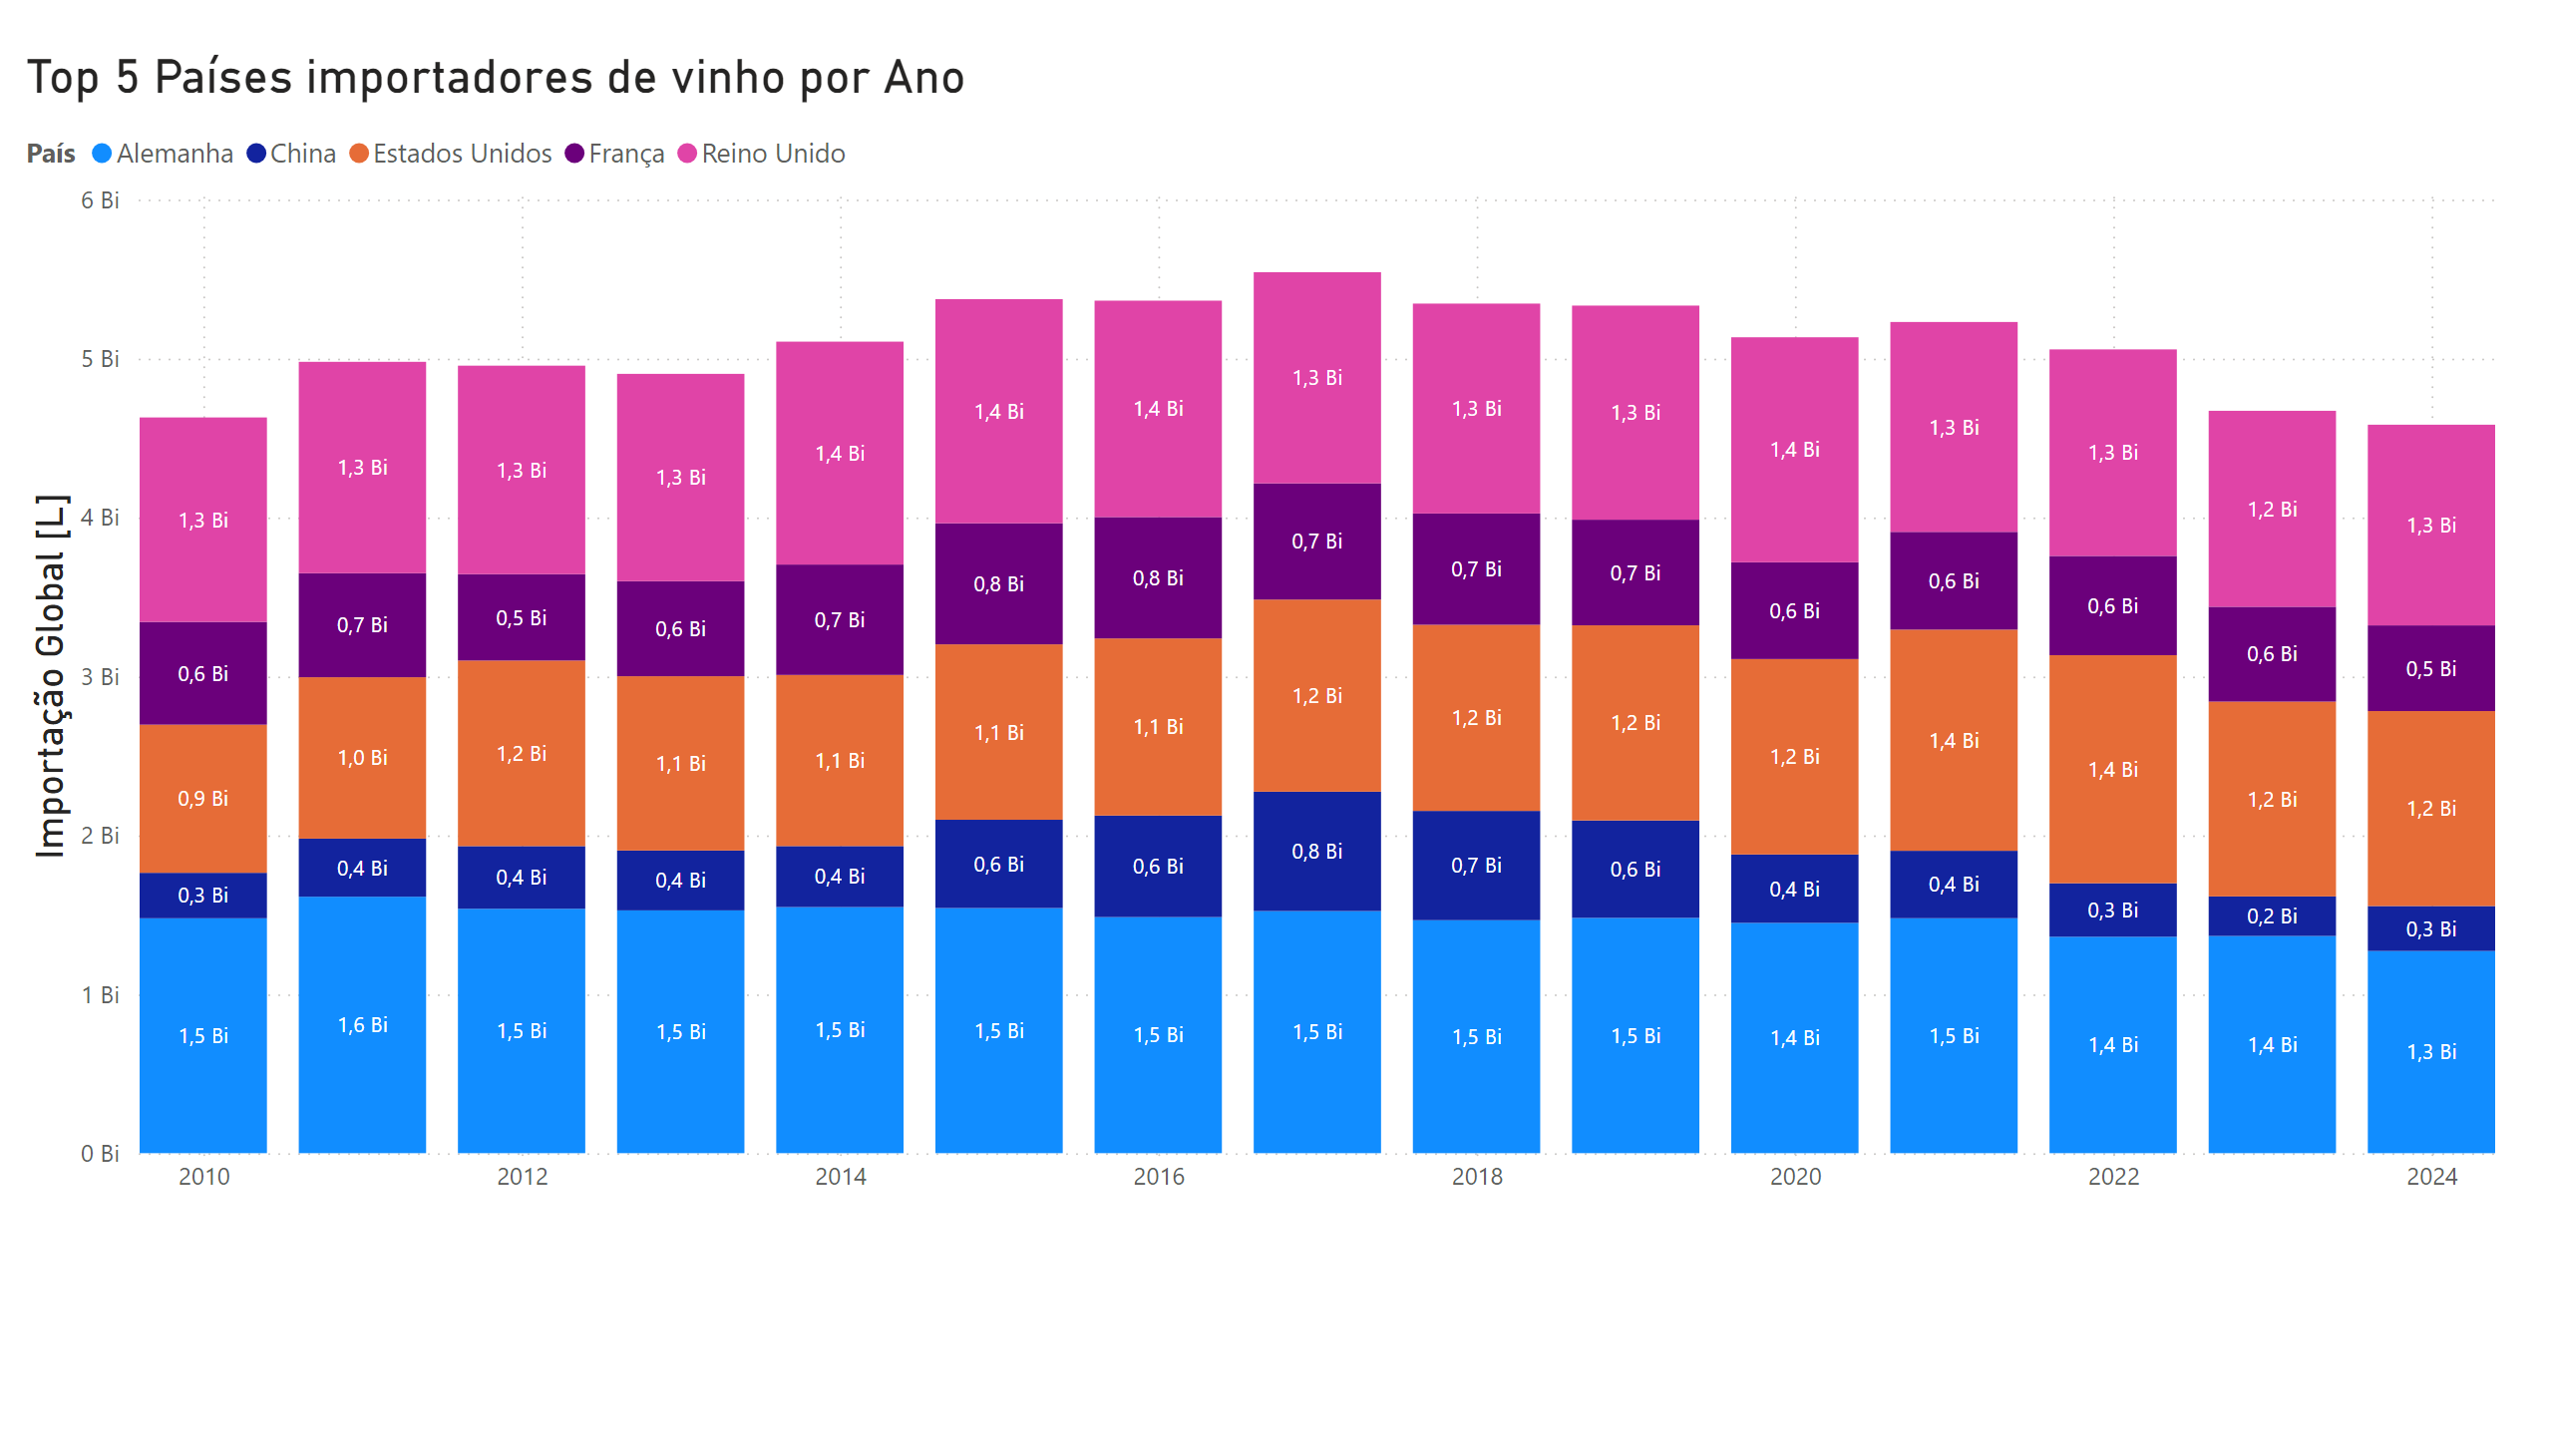 Top 5 Países importadores de vinho por Ano
País Alemanha China Estados Unidos França Reino Unido
Importação Global [L]
6 Bi
5 Bi
4 Bi
3 Bi
2 Bi
1 Bi
0 Bi
1,3 Bi 1,3 Bi 1,3 Bi 1,3 Bi 1,4 Bi 1,4 Bi 1,4 Bi 1,3 Bi 1,3 Bi 1,3 Bi 1,4 Bi 1,3 Bi 1,3 Bi 1,2 Bi 1,3 Bi
0,6 Bi 0,7 Bi 0,5 Bi 0,6 Bi 0,7 Bi 0,8 Bi 0,8 Bi 0,7 Bi 0,7 Bi 0,7 Bi 0,6 Bi 0,6 Bi 0,6 Bi 0,6 Bi 0,5 Bi
0,9 Bi 1,0 Bi 1,2 Bi 1,1 Bi 1,1 Bi 1,1 Bi 1,1 Bi 1,2 Bi 1,2 Bi 1,2 Bi 1,2 Bi 1,4 Bi 1,4 Bi 1,2 Bi 1,2 Bi
0,3 Bi 0,4 Bi 0,4 Bi 0,4 Bi 0,4 Bi 0,6 Bi 0,6 Bi 0,8 Bi 0,7 Bi 0,6 Bi 0,4 Bi 0,4 Bi 0,3 Bi 0,2 Bi 0,3 Bi
1,5 Bi 1,6 Bi 1,5 Bi 1,5 Bi 1,5 Bi 1,5 Bi 1,5 Bi 1,5 Bi 1,5 Bi 1,5 Bi 1,4 Bi 1,5 Bi 1,4 Bi 1,4 Bi 1,3 Bi
2010 2012 2014 2016 2018 2020 2022 2024